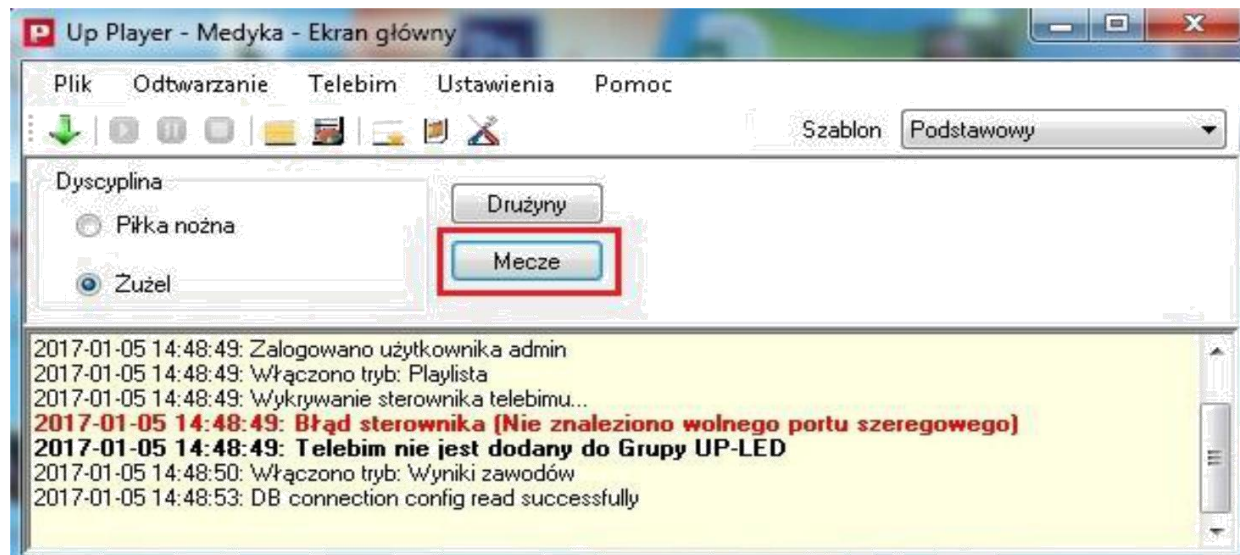 P Up Player - Medyka - Ekran główny
Plik Odtwarzanie Telebim Ustawienia Pomoc
Szablon Podstawowy
Dyscyplina
Piłka nożna
Żużel
Drużyny
Mecze
2017-01-05 14:48:49: Zalogowano użytkownika admin
2017-01-05 14:48:49: Włączono tryb: Playlista
2017-01-05 14:48:49: Wykrywanie sterownika telebimu...
2017-01-05 14:48:49: Błąd sterownika (Nie znaleziono wolnego portu szeregowego)
2017-01-05 14:48:49: Telebim nie jest dodany do Grupy UP-LED
2017-01-05 14:48:50: Włączono tryb: Wyniki zawodów
2017-01-05 14:48:53: DB connection config read successfully